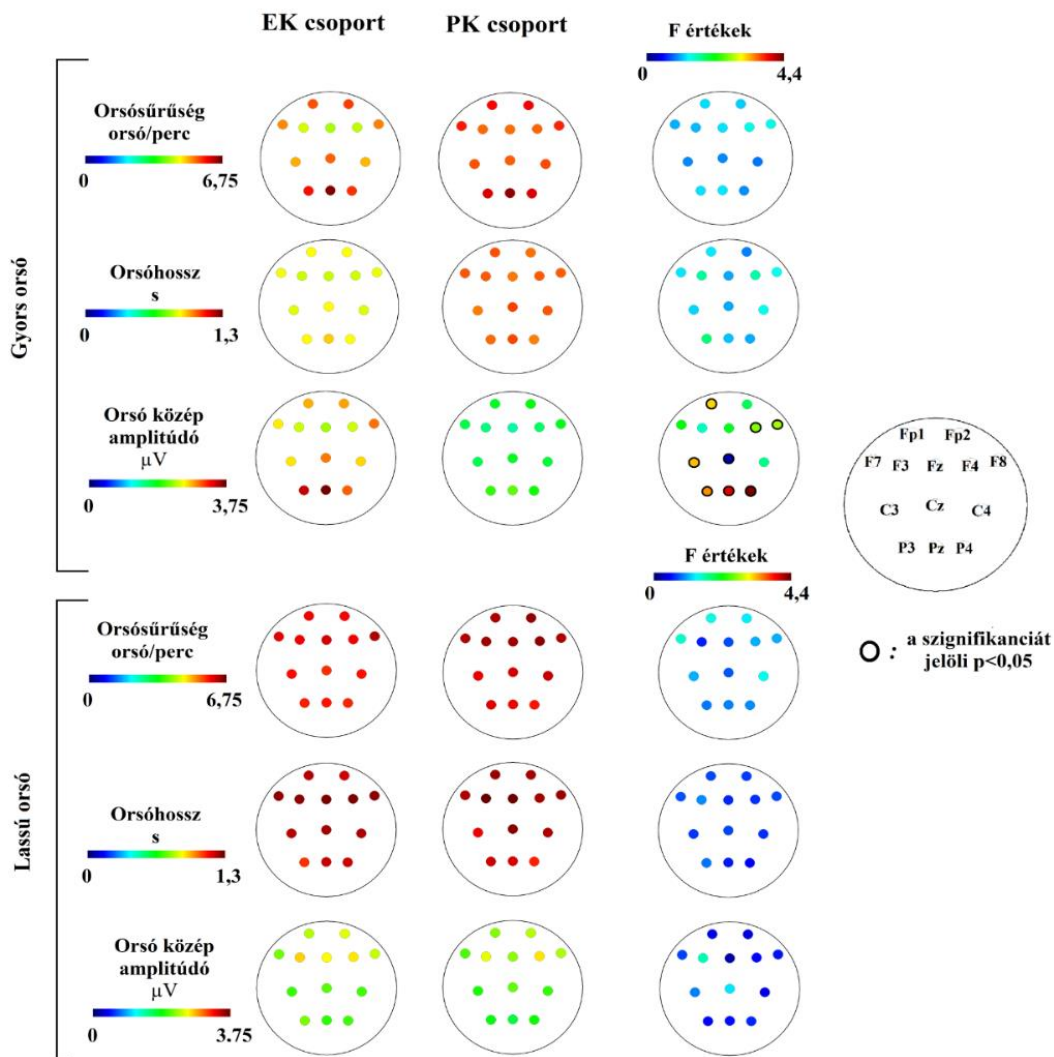 EK csoport
PK csoport
F értékek
0
4,4
Gyors orsó
Orsósűrűség
orsó/perc
0
6,75
Orsóhossz
s
0
1,3
Orsó közép
amplitúdó
µV
0
3,75
Fp1 Fp2
F7 F3 Fz F4 F8
C3 Cz C4
P3 Pz P4
F értékek
0
4,4
: a szignifikanciát
jelöli p<0,05
Lassú orsó
Orsósűrűség
orsó/perc
0
6,75
Orsóhossz
s
0
1,3
Orsó közép
amplitúdó
µV
0
3.75